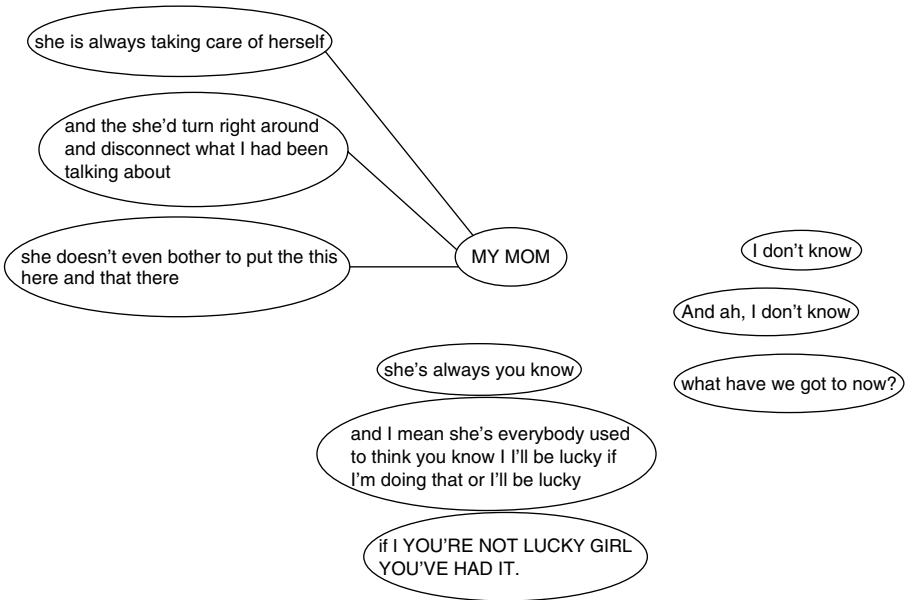 she is always taking care of herself
and the she'd turn right around
and disconnect what I had been
talking about
she doesn't even bother to put the this
here and that there
MY MOM
I don't know
And ah, I don't know
what have we got to now?
she's always you know
and I mean she's everybody used
to think you know I I'll be lucky if
I'm doing that or I'll be lucky
if I YOU'RE NOT LUCKY GIRL
YOU'VE HAD IT.